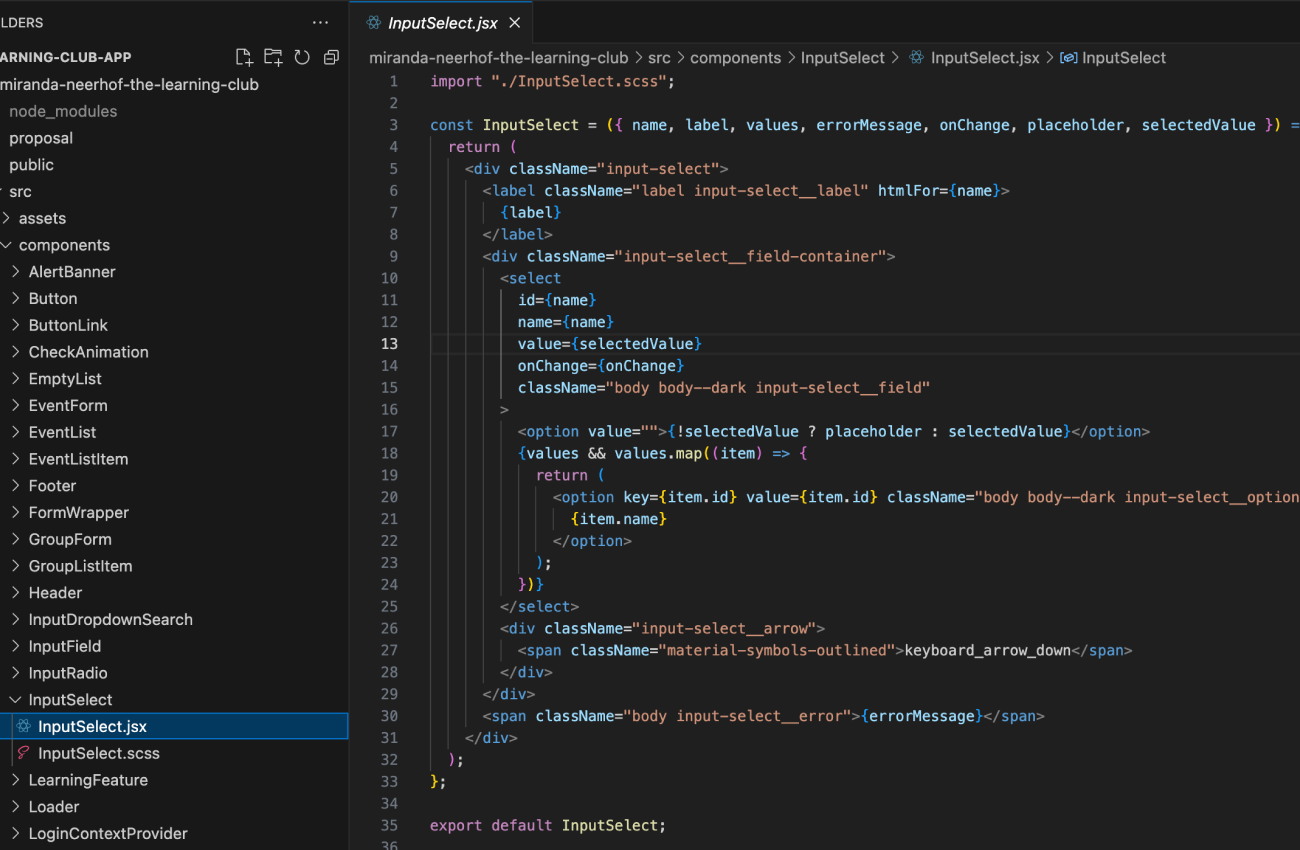 LDERS
ARNING-CLUB-APP
miranda-neerhof-the-learning-club
node_modules
proposal
public
src
assets
components
AlertBanner
Button
ButtonLink
CheckAnimation
EmptyList
EventForm
EventList
EventListItem
Footer
FormWrapper
GroupForm
GroupListItem
Header
InputDropdownSearch
InputField
InputRadio
InputSelect
InputSelect.jsx
InputSelect.scss
LearningFeature
Loader
LoginContextProvider
InputSelect.jsx
miranda-neerhof-the-learning-club > src > components > InputSelect > InputSelect.jsx > InputSelect
1 import "./InputSelect.scss";
2
3 const InputSelect = ({ name, label, values, errorMessage, onChange, placeholder, selectedValue }) =
4 return (
5 <div className="input-select">
6 <label className="label input-select__label" htmlFor={name}>
7 {label}
8 </label>
9 <div className="input-select__field-container">
10 <select
11 id={name}
12 name={name}
13 value={selectedValue}
14 onChange={onChange}
15 className="body body--dark input-select__field"
16 >
17 <option value="">{!selectedValue ? placeholder : selectedValue}</option>
18 {values && values.map((item) => {
19 return (
20 <option key={item.id} value={item.id} className="body body--dark input-select__option
21 {item.name}
22 </option>
23 );
24 })}
25 </select>
26 <div className="input-select__arrow">
27 <span className="material-symbols-outlined">keyboard_arrow_down</span>
28 </div>
29 </div>
30 <span className="body input-select__error">{errorMessage}</span>
31 </div>
32 );
33 };
34
35 export default InputSelect;
36